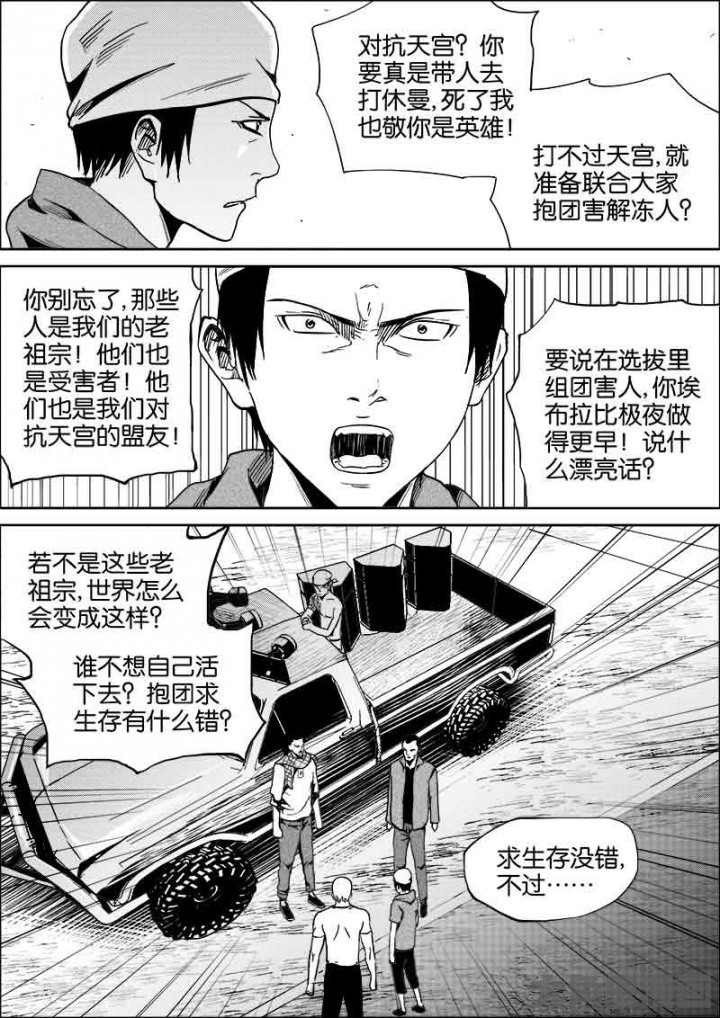 对抗天宫？你
要真是带人去
打休曼，死了我
也敬你是英雄！
打不过天宫，就
准备联合大家
抱团害解冻人？
你别忘了，那些
人是我们的老
祖宗！他们也
是受害者！他
们也是我们对
抗天宫的盟友！
要说在选拔里
组团害人，你埃
布拉比极夜做
得更早！说什
么漂亮话？
若不是这些老
祖宗，世界怎么
会变成这样？
谁不想自己活
下去？抱团求
生存有什么错？
求生存没错，
不过……